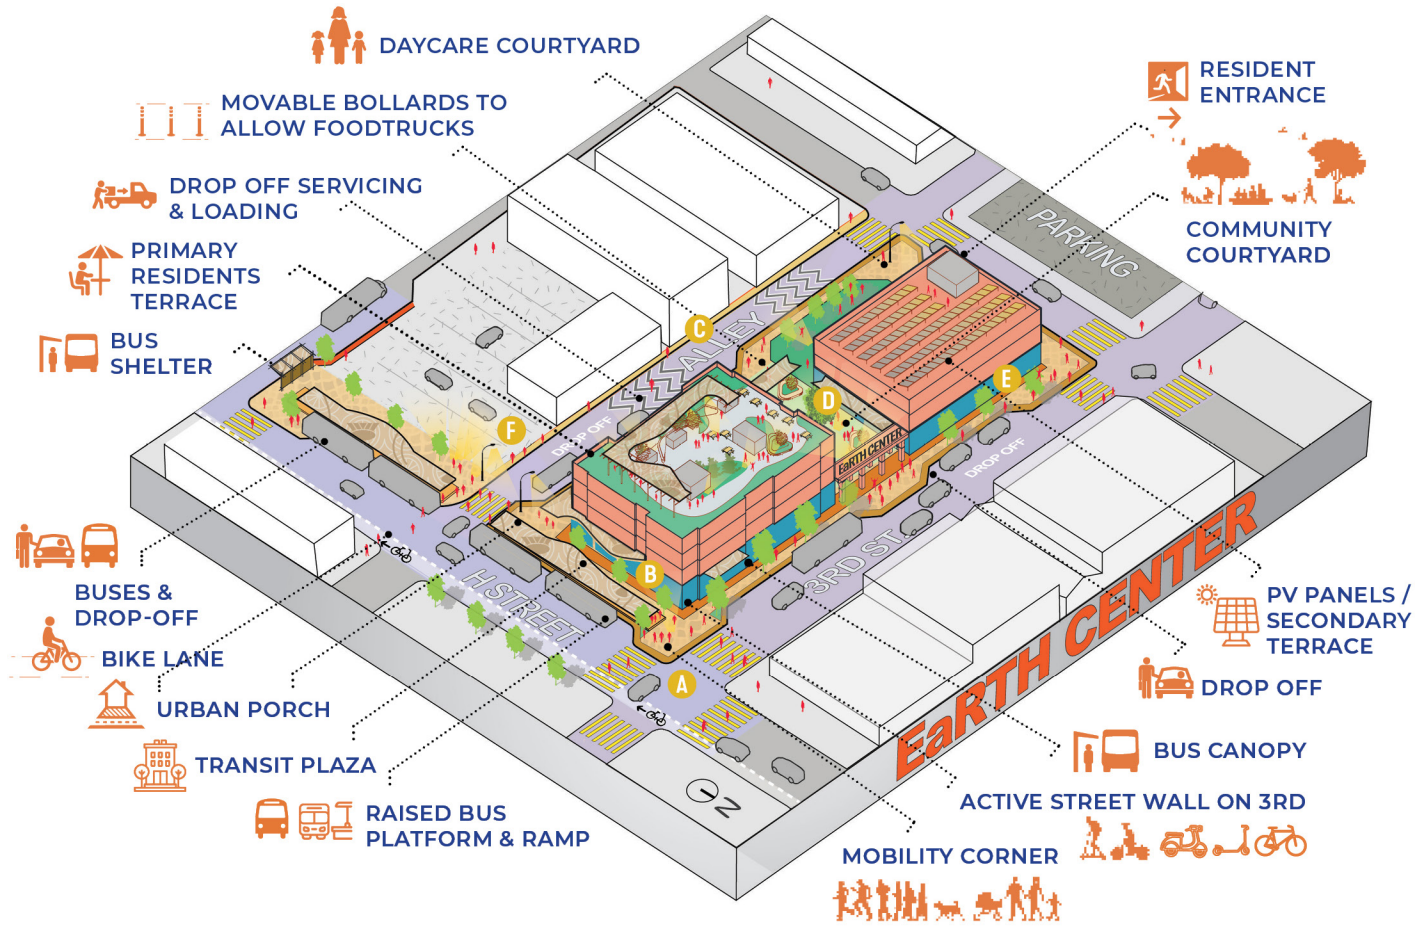 DAYCARE COURTYARD
MOVABLE BOLLARDS TO
ALLOW FOODTRUCKS
DROP OFF SERVICING
& LOADING
PRIMARY
RESIDENTS
TERRACE
BUS
SHELTER
RESIDENT
ENTRANCE
COMMUNITY
COURTYARD
PARKING
ALLEY
C
D
E
F
DROP OFF
EaRTH CENTER
DROP OFF
B
H STREET
3RD ST.
A
EaRTH CENTER
N
BUSES &
DROP-OFF
BIKE LANE
URBAN PORCH
TRANSIT PLAZA
RAISED BUS
PLATFORM & RAMP
PV PANELS /
SECONDARY
TERRACE
DROP OFF
BUS CANOPY
ACTIVE STREET WALL ON 3RD
MOBILITY CORNER